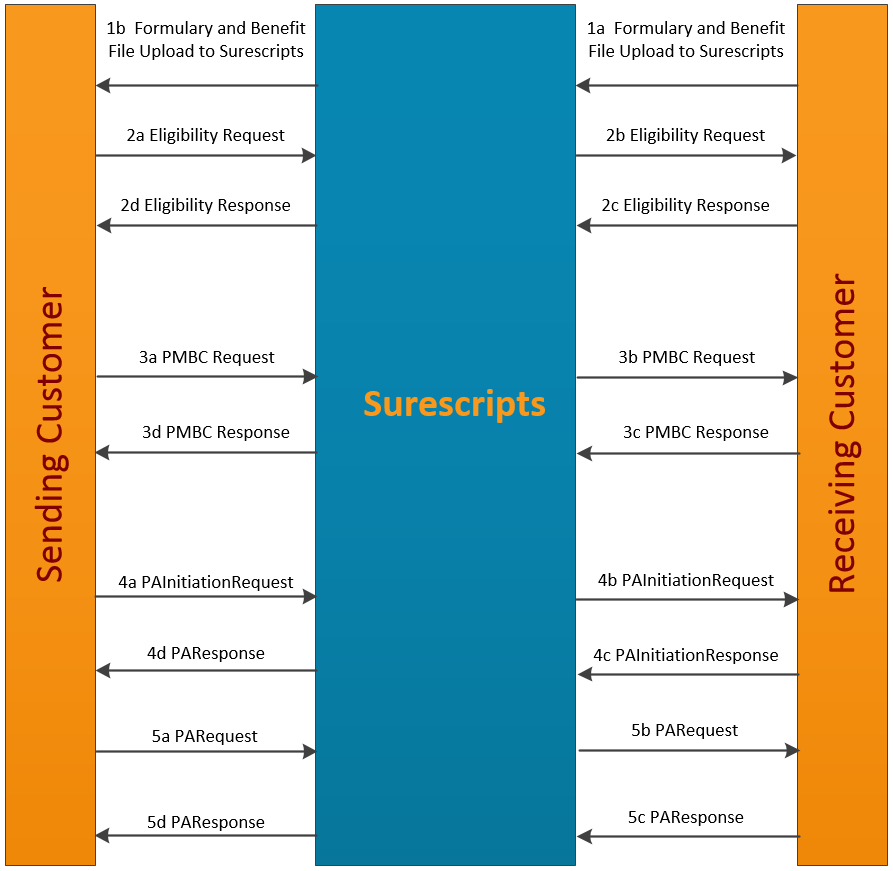 1b Formulary and Benefit
File Upload to Surescripts
1a Formulary and Benefit
File Upload to Surescripts
2a Eligibility Request
2b Eligibility Request
2d Eligibility Response
2c Eligibility Response
Sending Customer
Surescripts
Receiving Customer
3a PMBC Request
3b PMBC Request
3d PMBC Response
3c PMBC Response
4a PAInitiationRequest
4b PAInitiationRequest
4d PAResponse
4c PAInitiationResponse
5a PARequest
5b PARequest
5d PAResponse
5c PAResponse